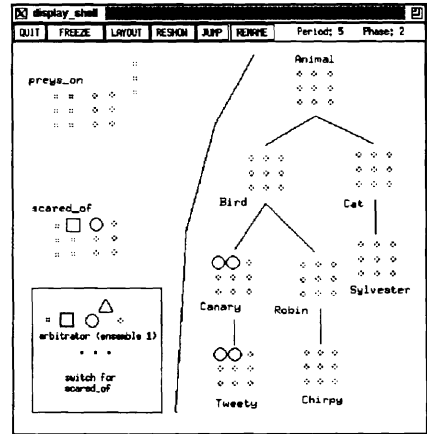 display_shell
QUIT FREEZE LAYOUT RESHOW JUMP RENAME Period: 5 Phase: 2
Animal
preys_on
Bird
Cat
scared_of
Canary
Robin
Sylvester
arbitrator (ensemble 1)
switch for
scared_of
Tweety
Chirpy